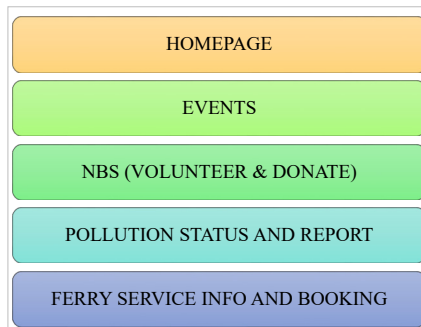 HOMEPAGE
EVENTS
NBS (VOLUNTEER & DONATE)
POLLUTION STATUS AND REPORT
FERRY SERVICE INFO AND BOOKING